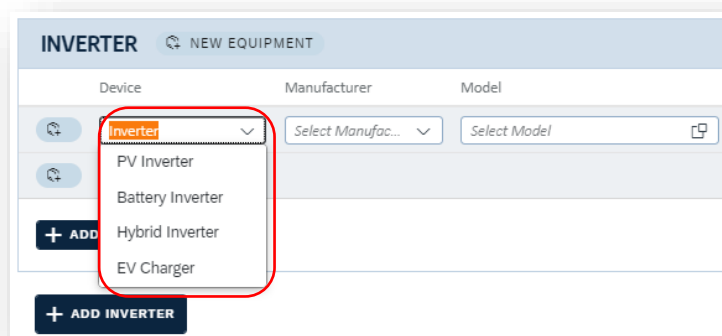 INVERTER NEW EQUIPMENT
Device Manufacturer Model
Inverter Select Manufac... Select Model
PV Inverter
Battery Inverter
Hybrid Inverter
ADD
EV Charger
ADD INVERTER